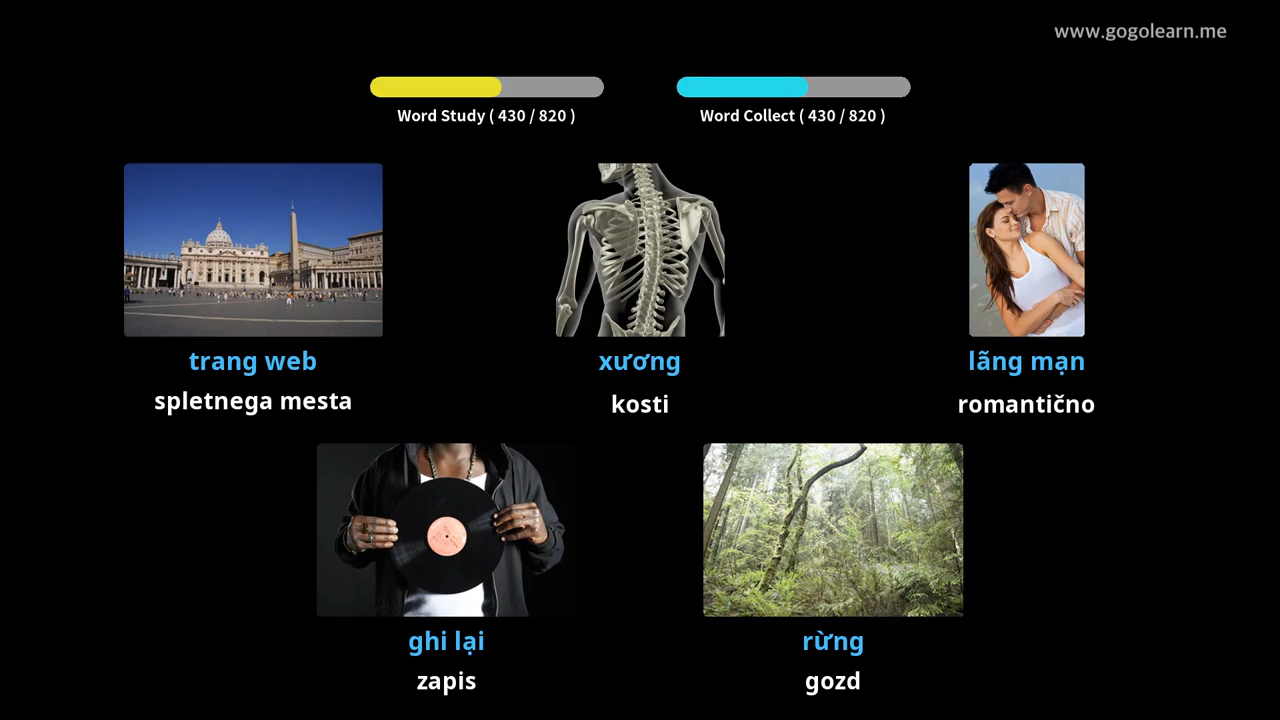 www.gogolearn.me
Word Study ( 430 / 820 )
Word Collect ( 430 / 820 )
trang web
xương
lãng mạn
spletnega mesta
kosti
romantično
ghi lại
rừng
zapis
gozd